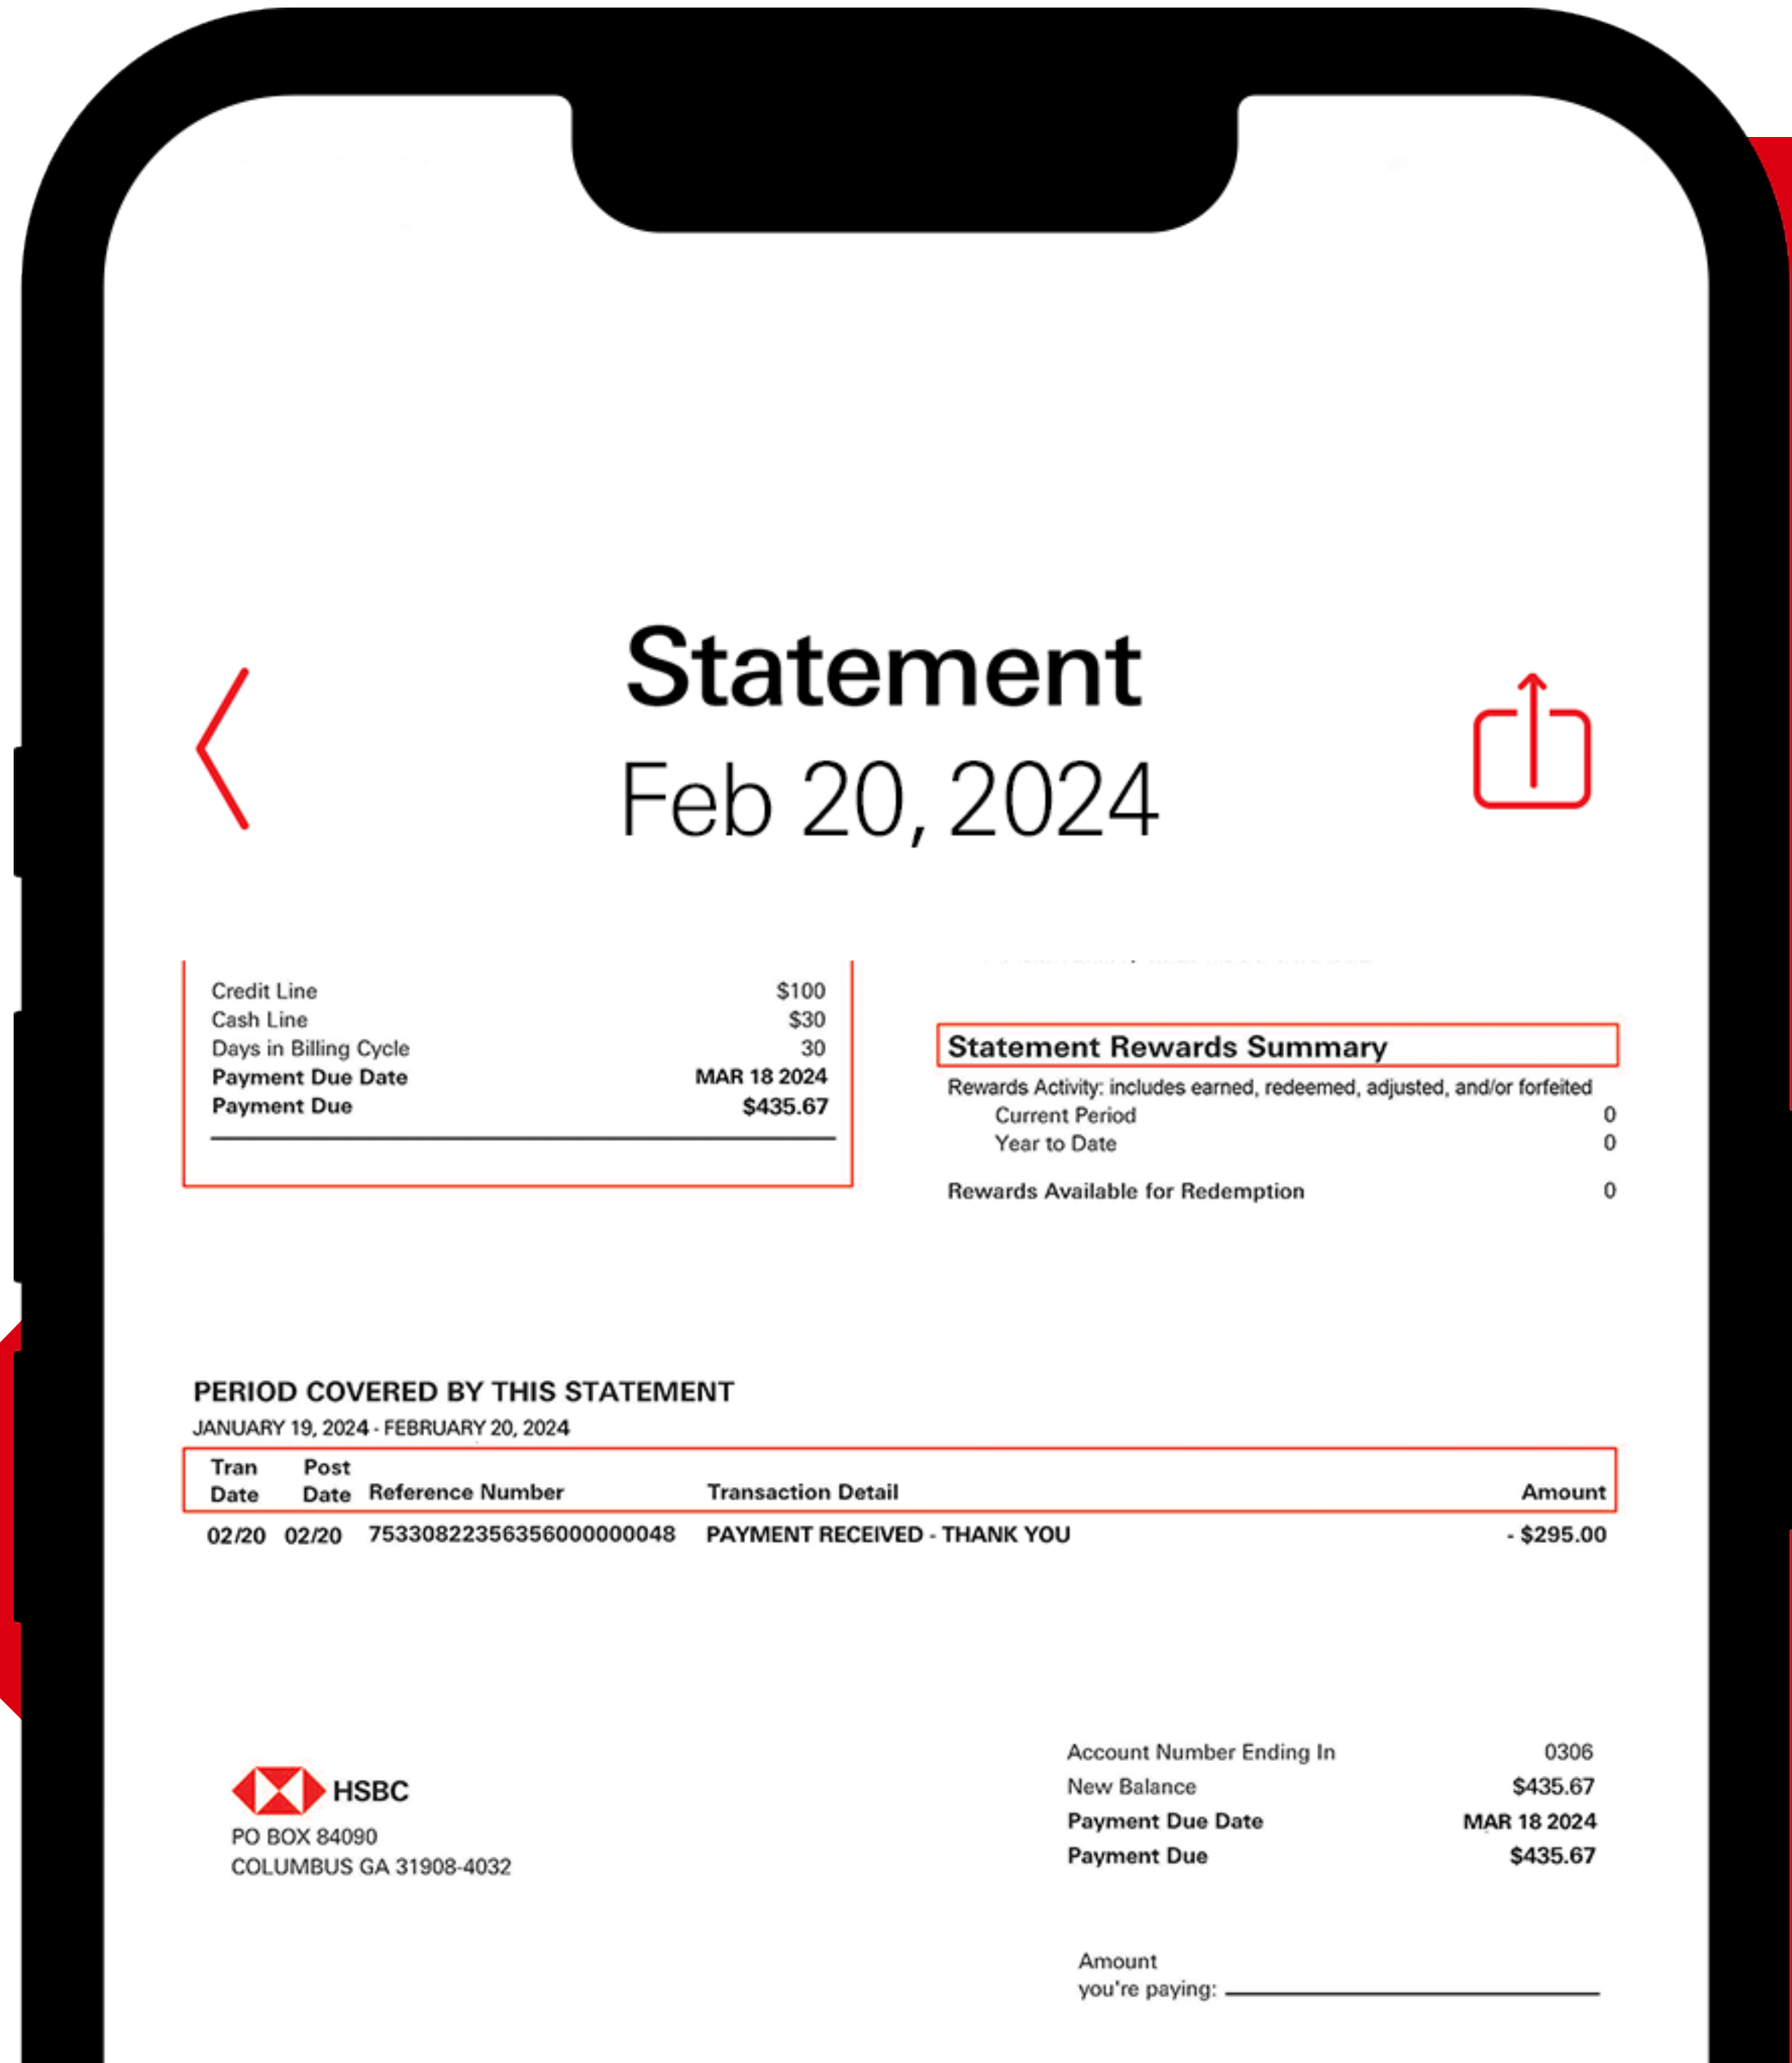 Statement
Feb 20, 2024
Credit Line $100
Cash Line $30
Days in Billing Cycle 30
Payment Due Date MAR 18 2024
Payment Due $435.67
Statement Rewards Summary
Rewards Activity: includes earned, redeemed, adjusted, and/or forfeited
Current Period 0
Year to Date 0
Rewards Available for Redemption 0
PERIOD COVERED BY THIS STATEMENT
JANUARY 19, 2024 - FEBRUARY 20, 2024
Tran Post
Date Date Reference Number Transaction Detail Amount
02/20 02/20 75330822356356000000048 PAYMENT RECEIVED - THANK YOU - $295.00
HSBC
PO BOX 84090
COLUMBUS GA 31908-4032
Account Number Ending In 0306
New Balance $435.67
Payment Due Date MAR 18 2024
Payment Due $435.67
Amount
you're paying: